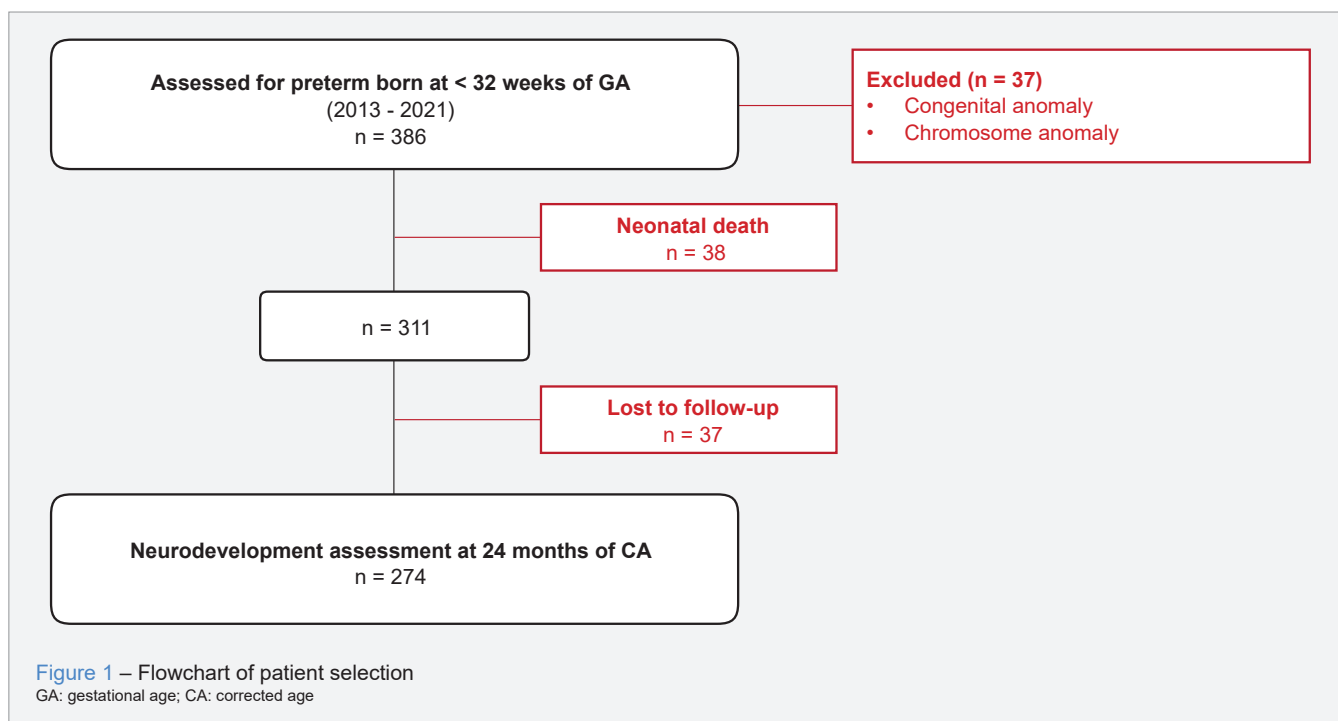 Assessed for preterm born at < 32 weeks of GA
(2013 - 2021)
n = 386
Excluded (n = 37)
• Congenital anomaly
• Chromosome anomaly
Neonatal death
n = 38
n = 311
Lost to follow-up
n = 37
Neurodevelopment assessment at 24 months of CA
n = 274
Figure 1 – Flowchart of patient selection
GA: gestational age; CA: corrected age